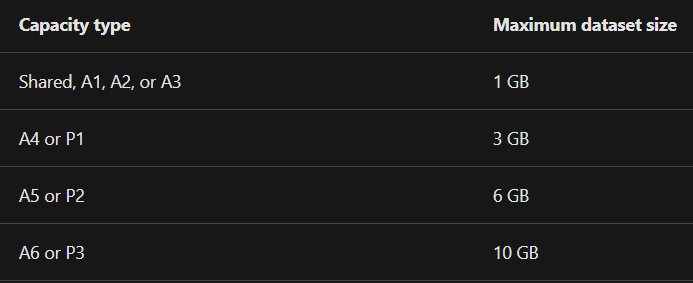 Capacity type Maximum dataset size
Shared, A1, A2, or A3 1 GB
A4 or P1 3 GB
A5 or P2 6 GB
A6 or P3 10 GB